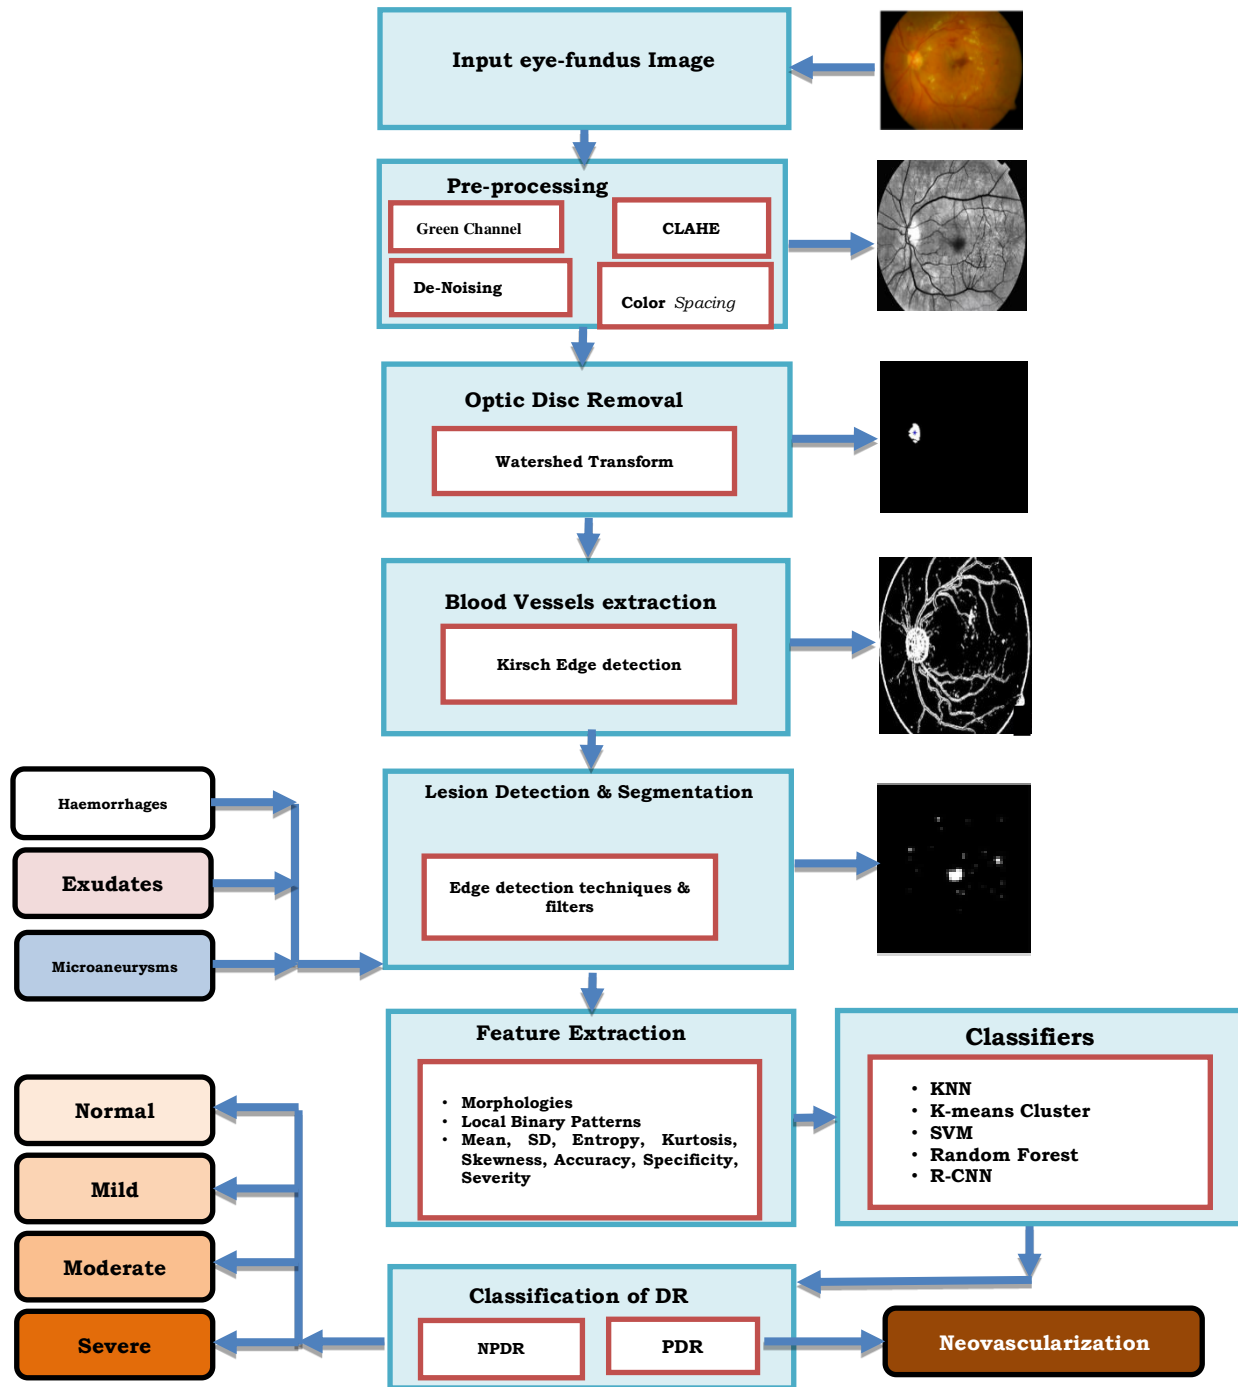 Input eye-fundus Image
Pre-processing
Green Channel
CLAHE
De-Noising
Color Spacing
Optic Disc Removal
Watershed Transform
Blood Vessels extraction
Kirsch Edge detection
Lesion Detection & Segmentation
Edge detection techniques &
filters
Haemorrhages
Exudates
Microaneurysms
Feature Extraction
• Morphologies
• Local Binary Patterns
• Mean, SD, Entropy, Kurtosis,
Skewness, Accuracy, Specificity,
Severity
Classifiers
• KNN
• K-means Cluster
• SVM
• Random Forest
• R-CNN
Normal
Mild
Moderate
Severe
Classification of DR
NPDR
PDR
Neovascularization